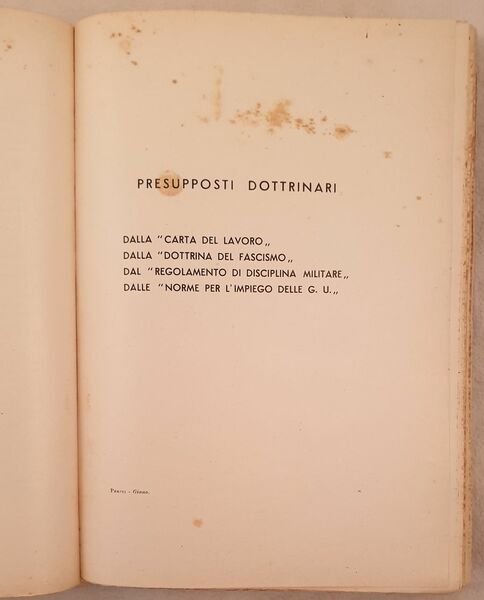 PRESUPPOSTI DOTTRINARI
DALLA “CARTA DEL LAVORO„
DALLA “DOTTRINA DEL FASCISMO„
DAL “REGOLAMENTO DI DISCIPLINA MILITARE„
DALLE “NORME PER L'IMPIEGO DELLE G. U.„
- Giano.